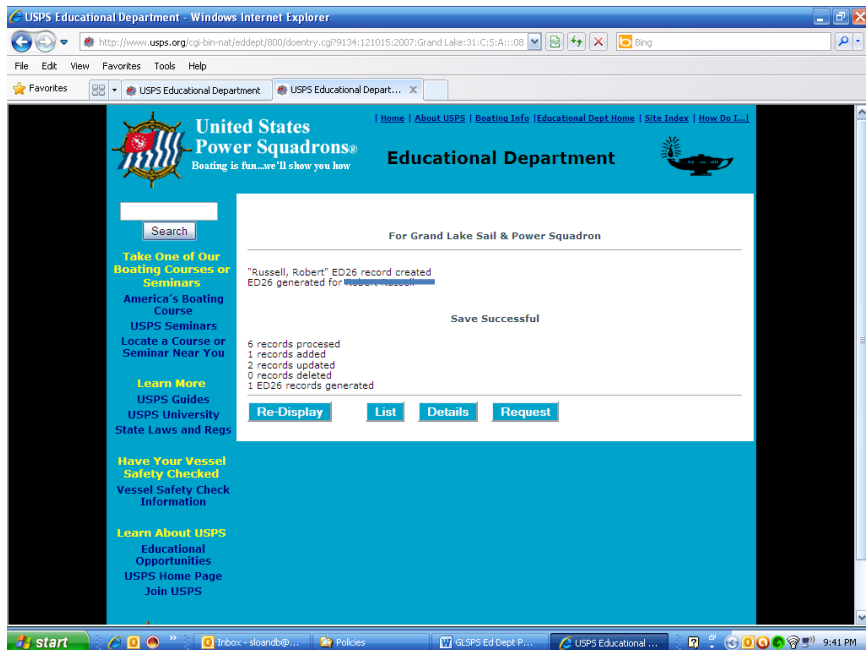 USPS Educational Department - Windows Internet Explorer
http://www.usps.org/cgi-bin-nat/eddept/800/doentry.cgi?9134:121015:2007:Grand Lake:31:C:5:A:::08
Bing
File Edit View Favorites Tools Help
Favorites
USPS Educational Department
USPS Educational Depart...
United States
Power Squadrons®
Boating is fun...we'll show you how
| Home | About USPS | Boating Info |Educational Dept Home | Site Index | How Do I...|
Educational Department
Search
Take One of Our
Boating Courses or
Seminars
America's Boating
Course
USPS Seminars
Locate a Course or
Seminar Near You
Learn More
USPS Guides
USPS University
State Laws and Regs
Have Your Vessel
Safety Checked
Vessel Safety Check
Information
Learn About USPS
Educational
Opportunities
USPS Home Page
Join USPS
For Grand Lake Sail & Power Squadron
"Russell, Robert" ED26 record created
ED26 generated for
Save Successful
6 records procesed
1 records added
2 records updated
0 records deleted
1 ED26 records generated
Re-Display
List
Details
Request
start
Inbox - sloandb@...
Policies
GLSPS Ed Dept P...
USPS Educational ...
9:41 PM